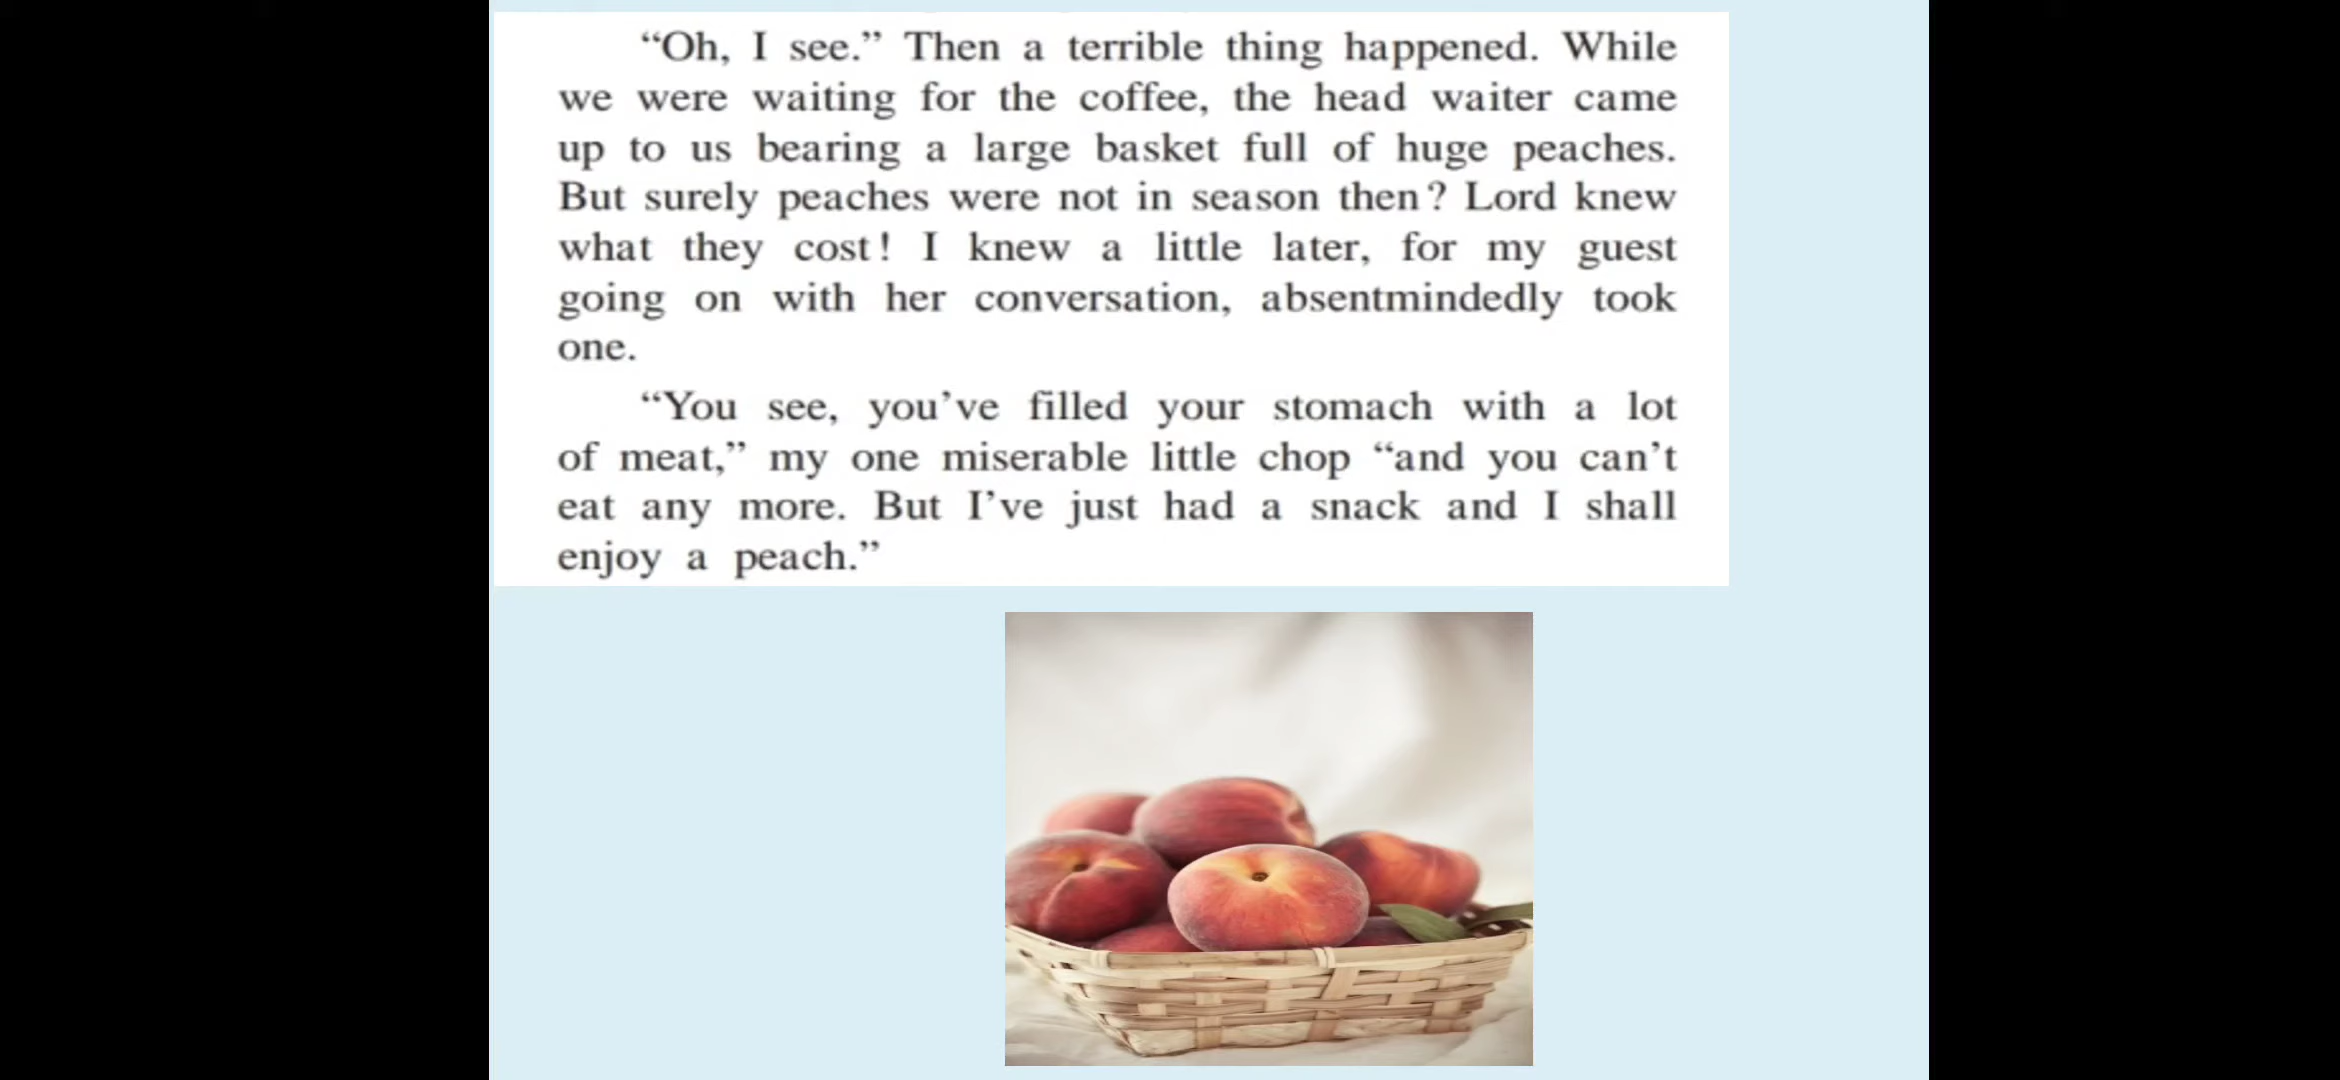 “Oh, I see.” Then a terrible thing happened. While
we were waiting for the coffee, the head waiter came
up to us bearing a large basket full of huge peaches.
But surely peaches were not in season then? Lord knew
what they cost! I knew a little later, for my guest
going on with her conversation, absentmindedly took
one.
“You see, you’ve filled your stomach with a lot
of meat,” my one miserable little chop “and you can’t
eat any more. But I’ve just had a snack and I shall
enjoy a peach.”